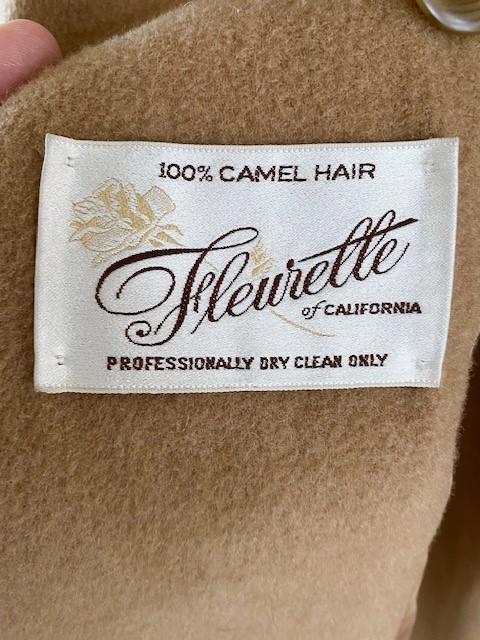 100% CAMEL HAIR
Fleurette
of CALIFORNIA
PROFESSIONALLY DRY CLEAN ONLY